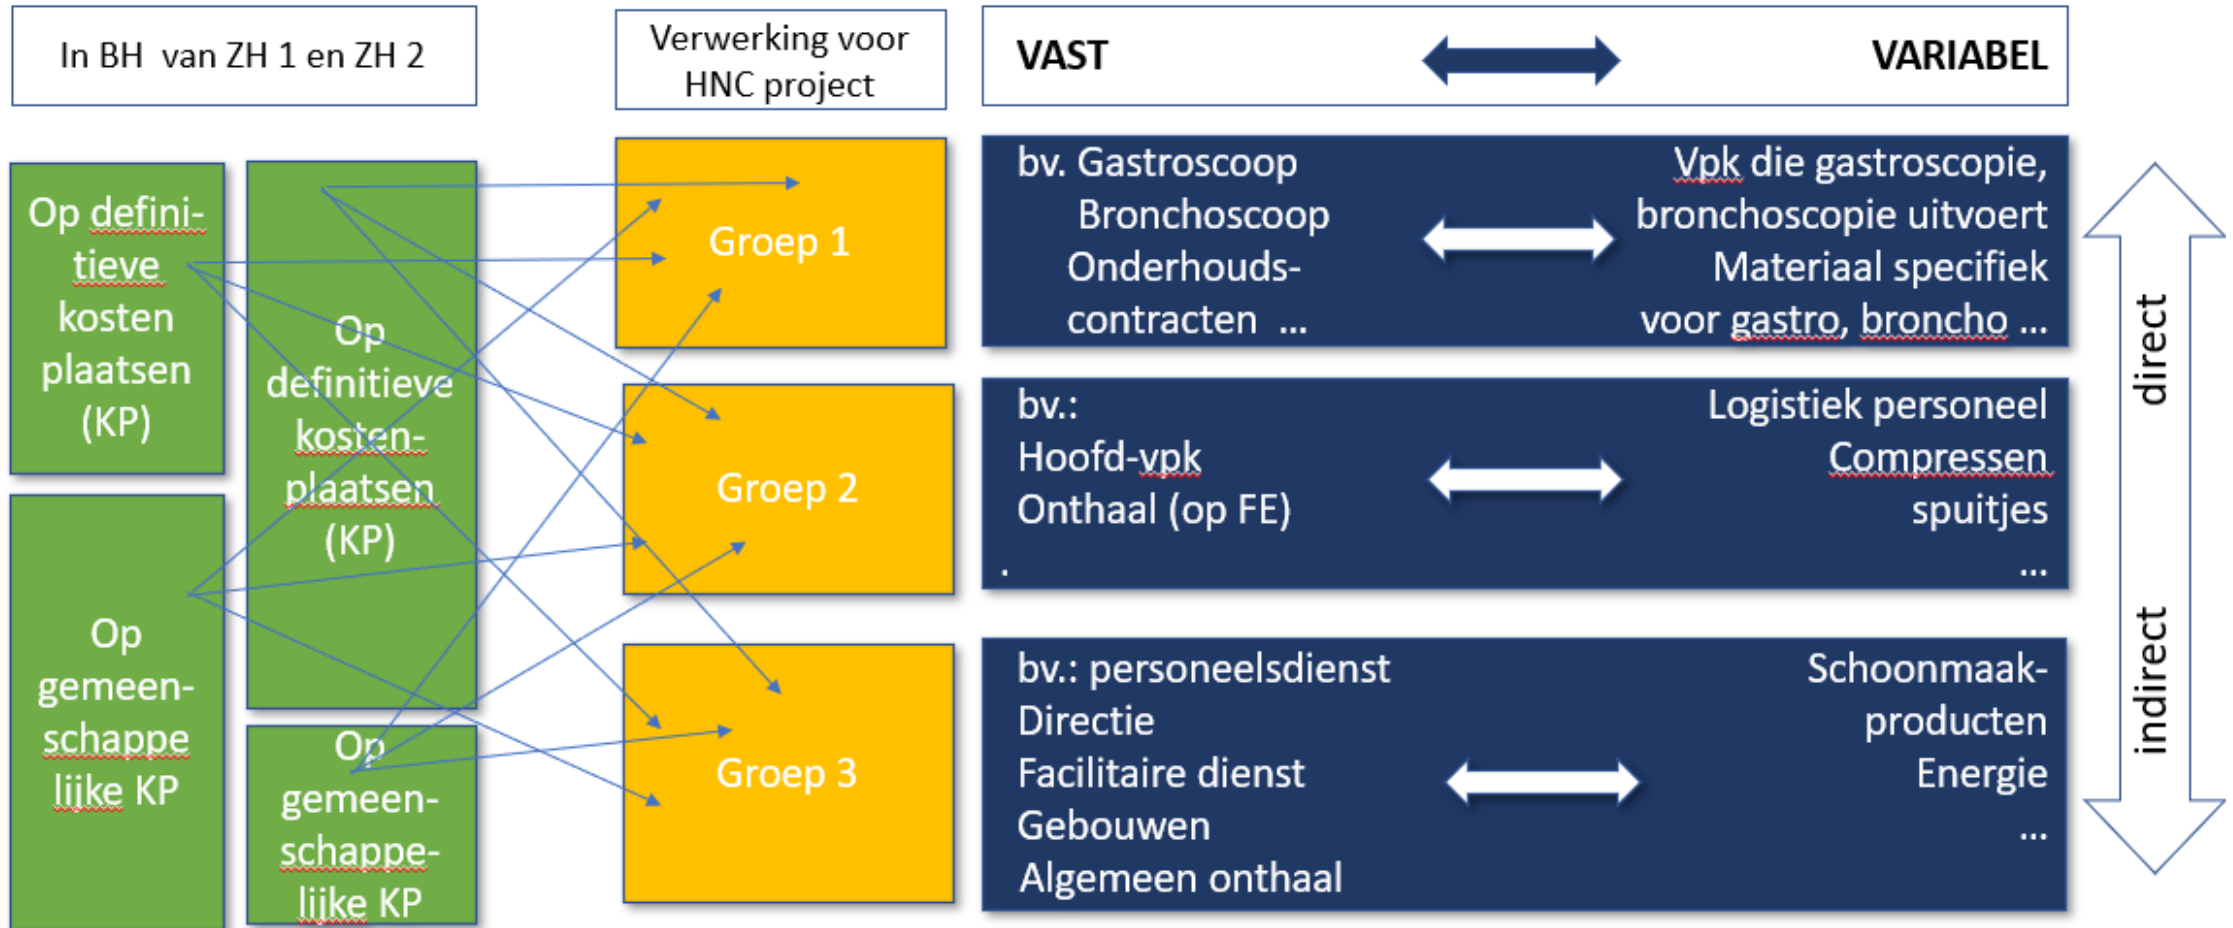 In BH  van ZH 1 en ZH 2
Verwerking voor
HNC project
VAST
VARIABEL
Op defini-
tieve
kosten
plaatsen
(KP)
Op
gemeen-
schappe
lijke KP
Op
definitieve
kosten-
plaatsen
(KP)
Op
gemeen-
schappe-
lijke KP
Groep 1
Groep 2
Groep 3
bv. Gastroscoop
Bronchoscoop
Onderhouds-
contracten  ...
Vpk die gastroscopie,
bronchoscopie uitvoert
Materiaal specifiek
voor gastro, broncho ...
bv.:
Hoofd-vpk
Onthaal (op FE)
.
Logistiek personeel
Compressen
spuitjes
...
bv.: personeelsdienst
Directie
Facilitaire dienst
Gebouwen
Algemeen onthaal
Schoonmaak-
producten
Energie
...
direct
indirect